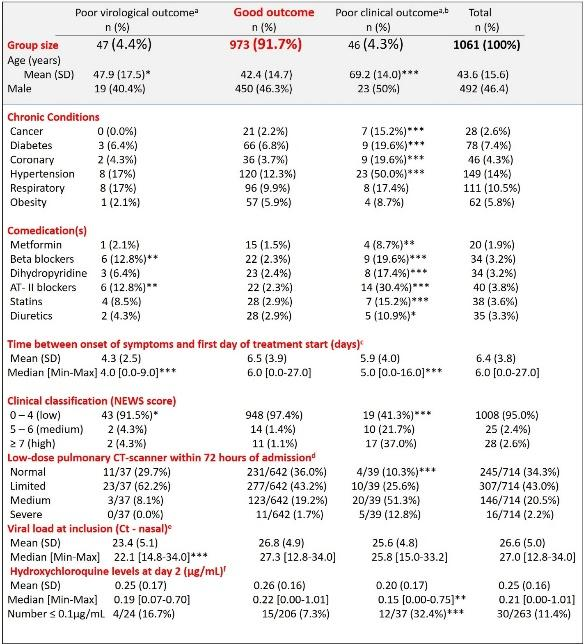 Poor virological outcomeᵃ Good outcome Poor clinical outcomeᵃ,ᵇ Total
n (%) n (%) n (%) n (%)
Group size 47 (4.4%) 973 (91.7%) 46 (4.3%) 1061 (100%)
Age (years)
Mean (SD) 47.9 (17.5)* 42.4 (14.7) 69.2 (14.0)*** 43.6 (15.6)
Male 19 (40.4%) 450 (46.3%) 23 (50%) 492 (46.4)
Chronic Conditions
Cancer 0 (0.0%) 21 (2.2%) 7 (15.2%)*** 28 (2.6%)
Diabetes 3 (6.4%) 66 (6.8%) 9 (19.6%)*** 78 (7.4%)
Coronary 2 (4.3%) 36 (3.7%) 9 (19.6%)*** 46 (4.3%)
Hypertension 8 (17%) 120 (12.3%) 23 (50.0%)*** 149 (14%)
Respiratory 8 (17%) 96 (9.9%) 8 (17.4%) 111 (10.5%)
Obesity 1 (2.1%) 57 (5.9%) 4 (8.7%) 62 (5.8%)
Comedication(s)
Metformin 1 (2.1%) 15 (1.5%) 4 (8.7%)** 20 (1.9%)
Beta blockers 6 (12.8%)** 22 (2.3%) 9 (19.6%)*** 34 (3.2%)
Dihydropyridine 3 (6.4%) 23 (2.4%) 8 (17.4%)*** 34 (3.2%)
AT- II blockers 6 (12.8%)** 22 (2.3%) 14 (30.4%)*** 40 (3.8%)
Statins 4 (8.5%) 28 (2.9%) 7 (15.2%)*** 38 (3.6%)
Diuretics 2 (4.3%) 28 (2.9%) 5 (10.9%)* 35 (3.3%)
Time between onset of symptoms and first day of treatment start (days)ᶜ
Mean (SD) 4.3 (2.5) 6.5 (3.9) 5.9 (4.0) 6.4 (3.8)
Median [Min-Max] 4.0 [0.0-9.0]*** 6.0 [0.0-27.0] 5.0 [0.0-16.0]*** 6.0 [0.0-27.0]
Clinical classification (NEWS score)
0 – 4 (low) 43 (91.5%)* 948 (97.4%) 19 (41.3%)*** 1008 (95.0%)
5 – 6 (medium) 2 (4.3%) 14 (1.4%) 10 (21.7%) 25 (2.4%)
≥ 7 (high) 2 (4.3%) 11 (1.1%) 17 (37.0%) 28 (2.6%)
Low-dose pulmonary CT-scanner within 72 hours of admissionᵈ
Normal 11/37 (29.7%) 231/642 (36.0%) 4/39 (10.3%)*** 245/714 (34.3%)
Limited 23/37 (62.2%) 277/642 (43.2%) 10/39 (25.6%) 307/714 (43.0%)
Medium 3/37 (8.1%) 123/642 (19.2%) 20/39 (51.3%) 146/714 (20.5%)
Severe 0/37 (0.0%) 11/642 (1.7%) 5/39 (12.8%) 16/714 (2.2%)
Viral load at inclusion (Ct - nasal)ᵉ
Mean (SD) 23.4 (5.1) 26.8 (4.9) 25.6 (4.8) 26.6 (5.0)
Median [Min-Max] 22.1 [14.8-34.0]*** 27.3 [12.8-34.0] 25.8 [15.0-33.2] 27.0 [12.8-34.0]
Hydroxychloroquine levels at day 2 (µg/mL)ᶠ
Mean (SD) 0.25 (0.17) 0.26 (0.16) 0.20 (0.17) 0.25 (0.16)
Median [Min-Max] 0.19 [0.07-0.70] 0.22 [0.00-1.01] 0.15 [0.00-0.75]** 0.21 [0.00-1.01]
Number ≤ 0.1µg/mL 4/24 (16.7%) 15/206 (7.3%) 12/37 (32.4%)*** 30/263 (11.4%)